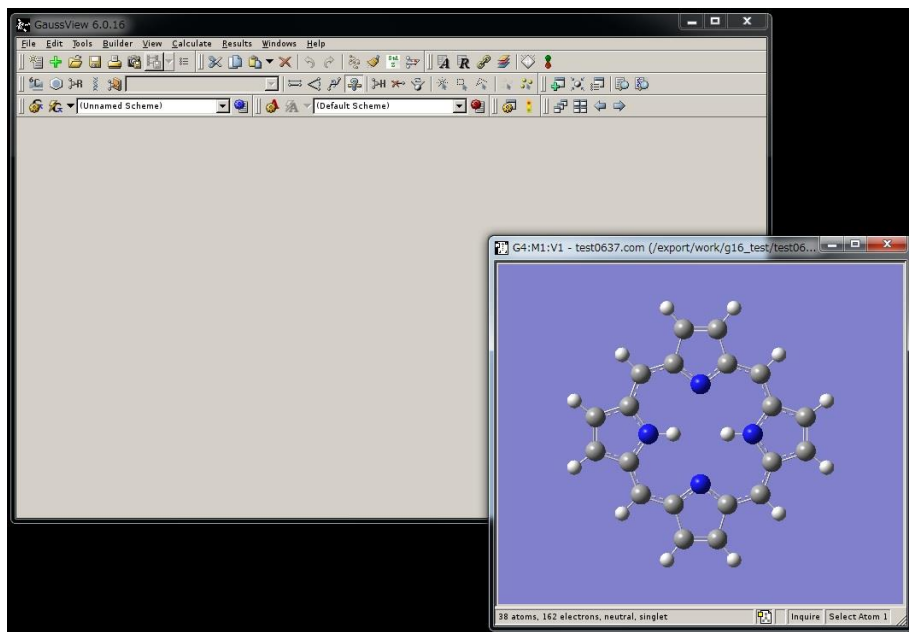 GaussView 6.0.16
File Edit Tools Builder View Calculate Results Windows Help
A R
R
H
(Unnamed Scheme) (Default Scheme)
G4:M1:V1 - test0637.com (/export/work/g16_test/test06...
38 atoms, 162 electrons, neutral, singlet Inquire Select Atom 1